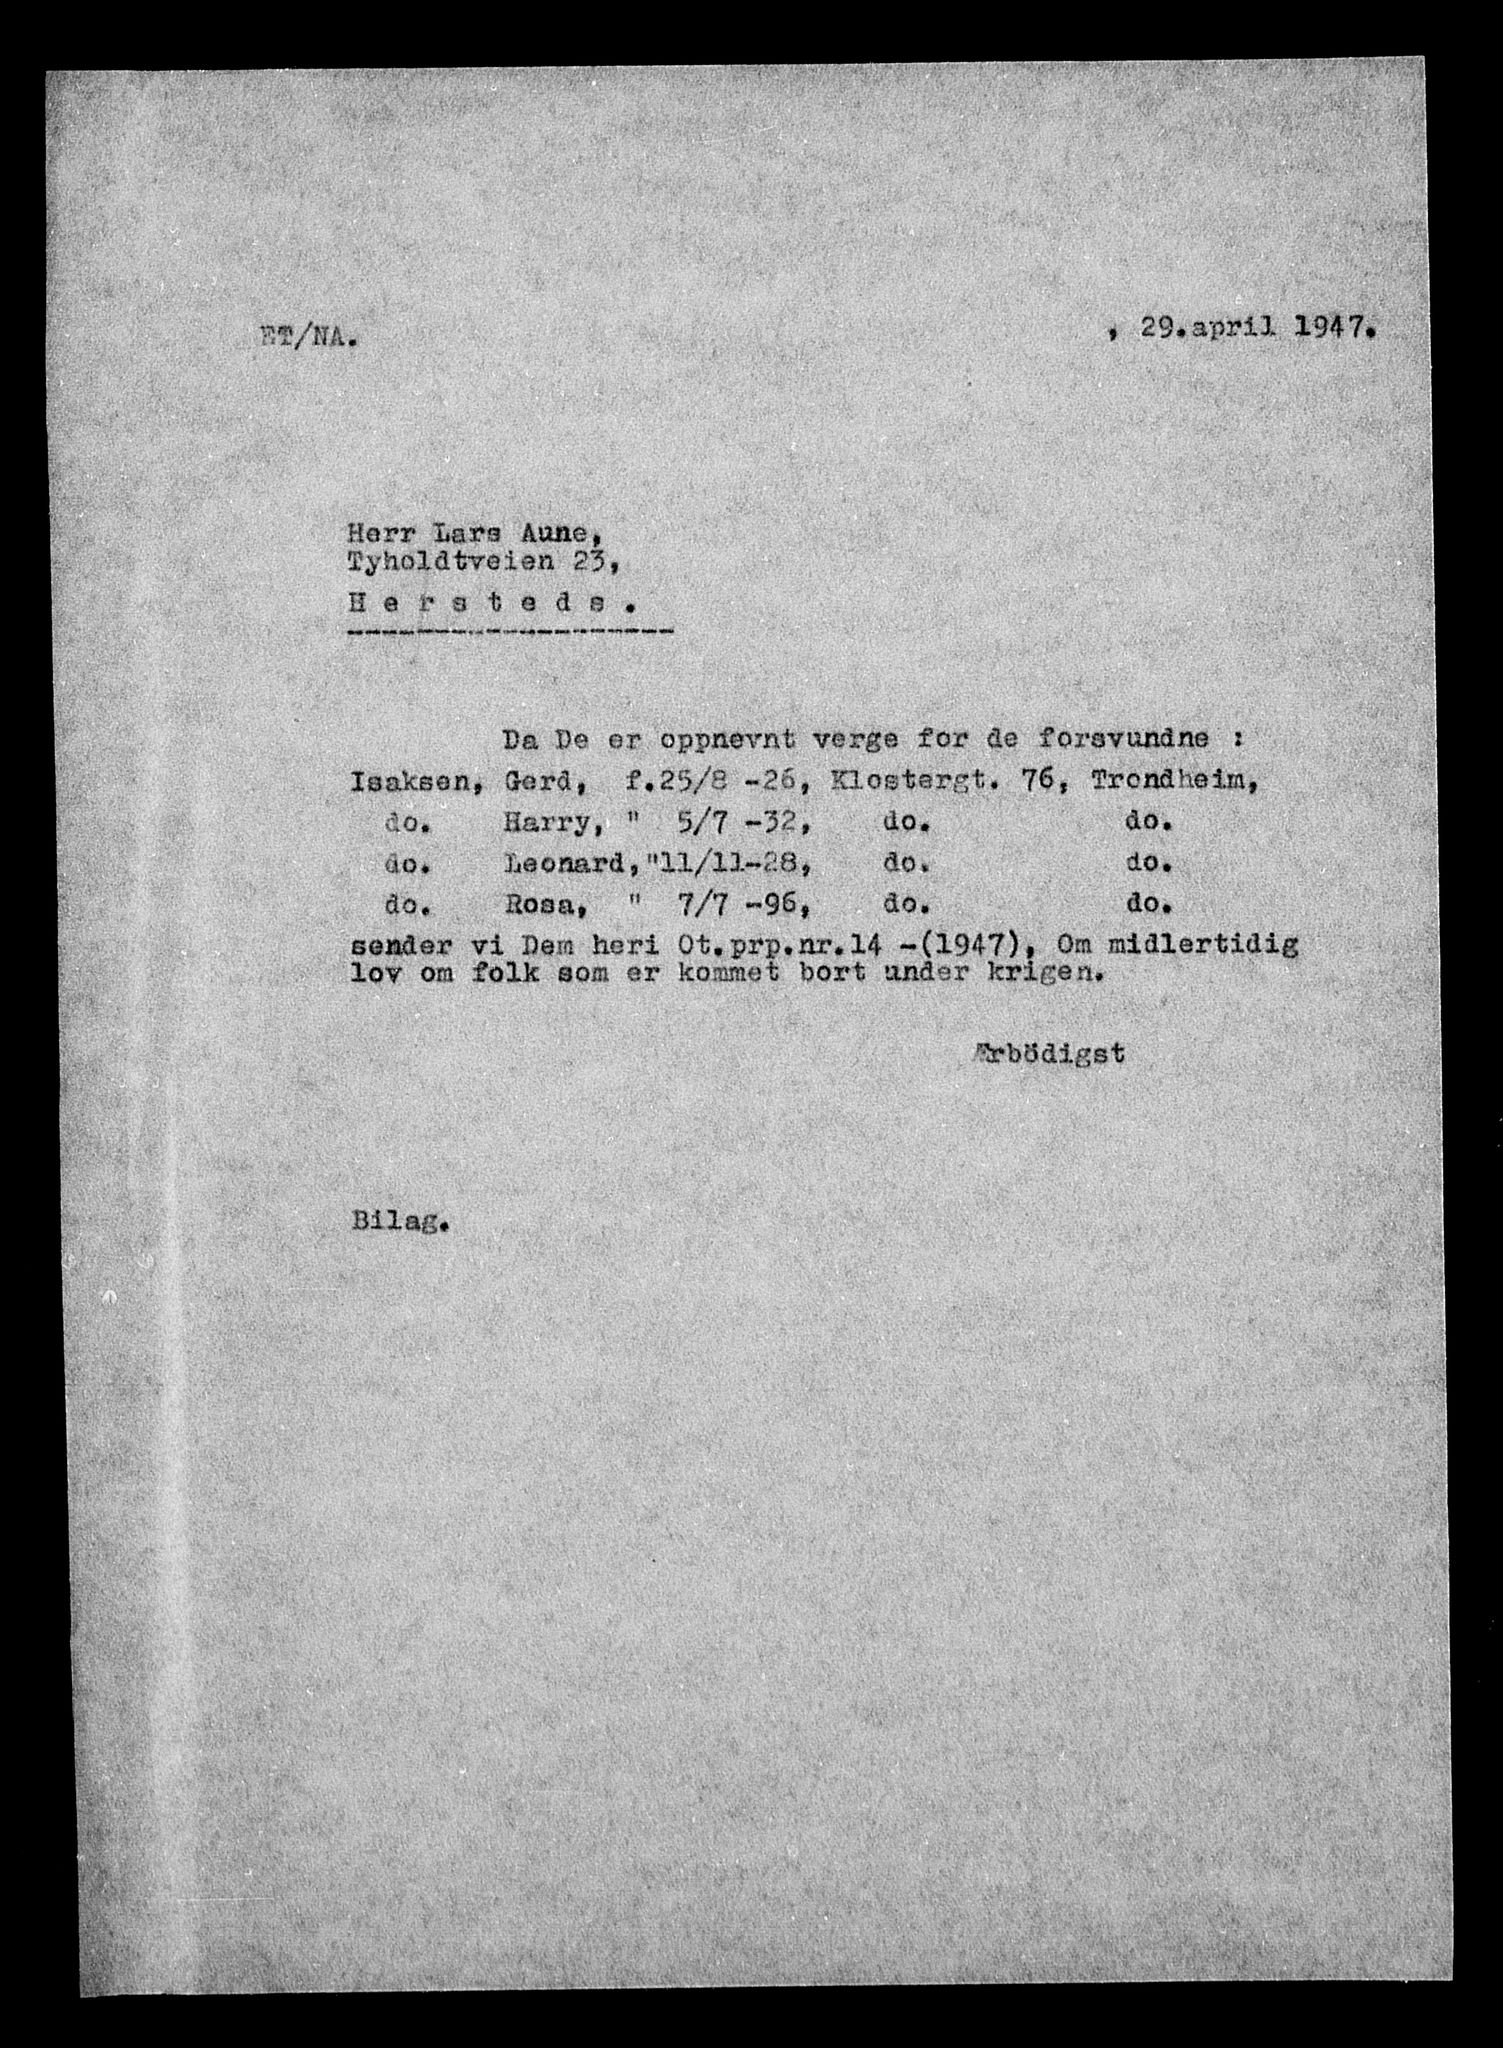 ET/NA.
, 29.april 1947.
Herr Lars Aune,
Tyholdtveien 23,
H e r s t e d s .
Da De er oppnevnt verge for de forsvundne :
Isaksen, Gerd, f.25/8 -26, Klostergt. 76, Trondheim,
do. Harry, " 5/7 -32, do. do.
do. Leonard,"11/11-28, do. do.
do. Rosa, " 7/7 -96, do. do.
sender vi Dem heri Ot.prp.nr.14 -(1947), Om midlertidig
lov om folk som er kommet bort under krigen.
Ærbödigst
Bilag.